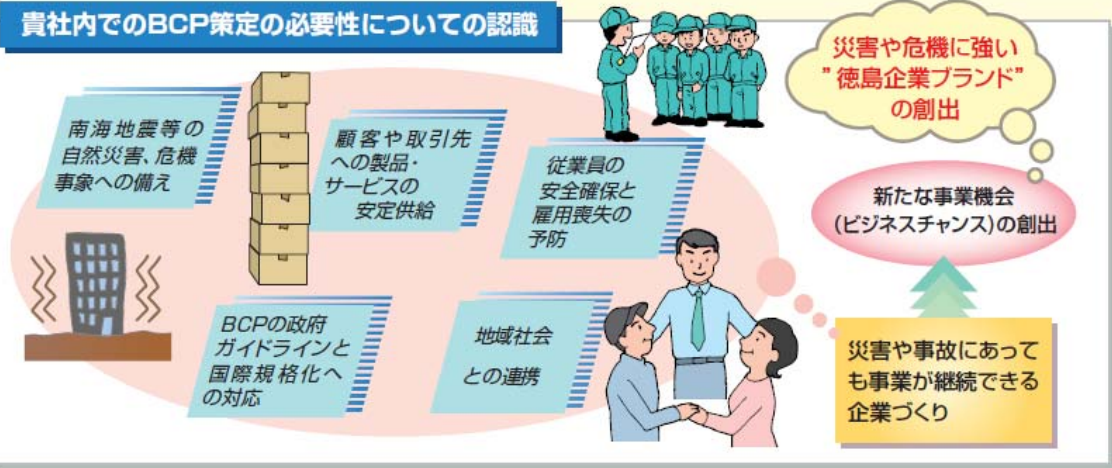 貴社内でのBCP策定の必要性についての認識
南海地震等の
自然災害、危機
事象への備え
顧客や取引先
への製品・
サービスの
安定供給
従業員の
安全確保と
雇用喪失の
予防
BCPの政府
ガイドラインと
国際規格化へ
の対応
地域社会
との連携
災害や危機に強い
"徳島企業ブランド"
の創出
新たな事業機会
(ビジネスチャンス)の創出
災害や事故にあって
も事業が継続できる
企業づくり